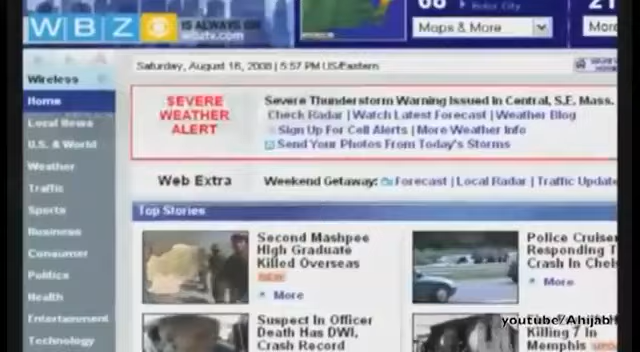 WBZ
IS ALWAYS ON
wbztv.com
Maps & More
More
Saturday, August 16, 2008 | 5:57 PM US/Eastern
Wireless
Home
Local News
U.S. & World
Weather
Traffic
Sports
Business
Consumer
Politics
Health
Entertainment
Technology
SEVERE
WEATHER
ALERT
Severe Thunderstorm Warning Issued In Central, S.E. Mass.
Check Radar | Watch Latest Forecast | Weather Blog
Sign Up For Cell Alerts | More Weather Info
Send Your Photos From Today's Storms
Web Extra
Weekend Getaway: Forecast | Local Radar | Traffic Update
Top Stories
Second Mashpee
High Graduate
Killed Overseas
NEW
More
Police Cruiser
Responding T
Crash In Chels
More
Suspect In Officer
Death Has DWI,
Crash Record
Killing 7 In
Memphis
youtube/Ahijab